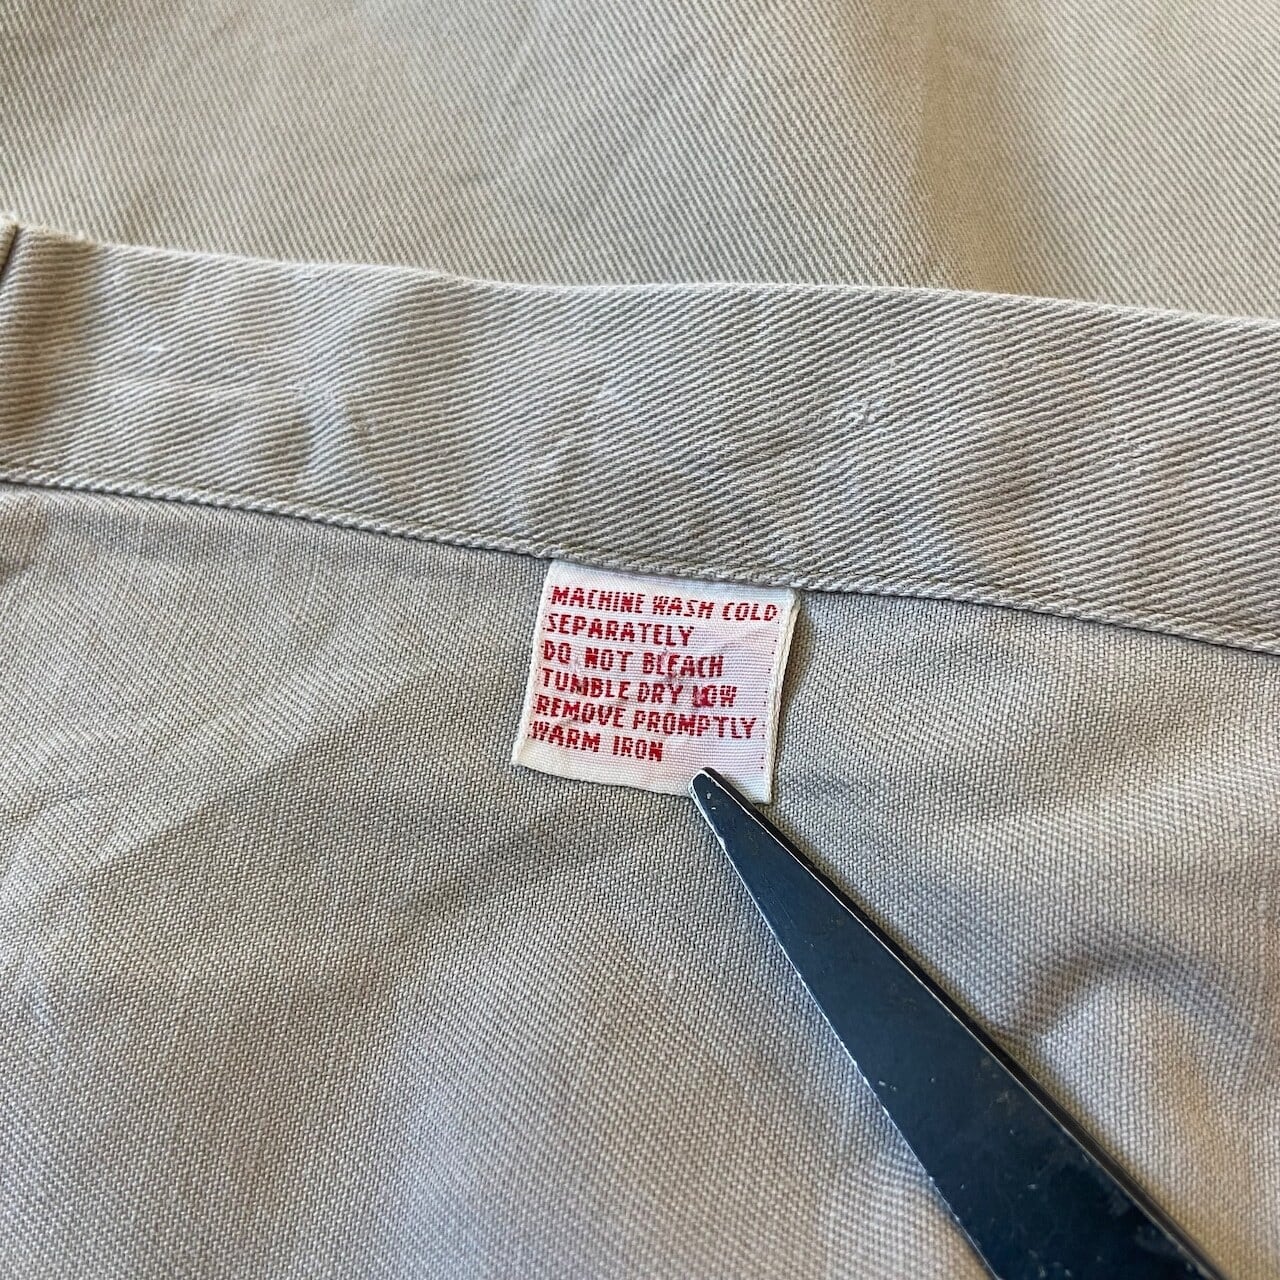 MACHINE WASH COLD
SEPARATELY
DO NOT BLEACH
TUMBLE DRY LOW
REMOVE PROMPTLY
WARM IRON